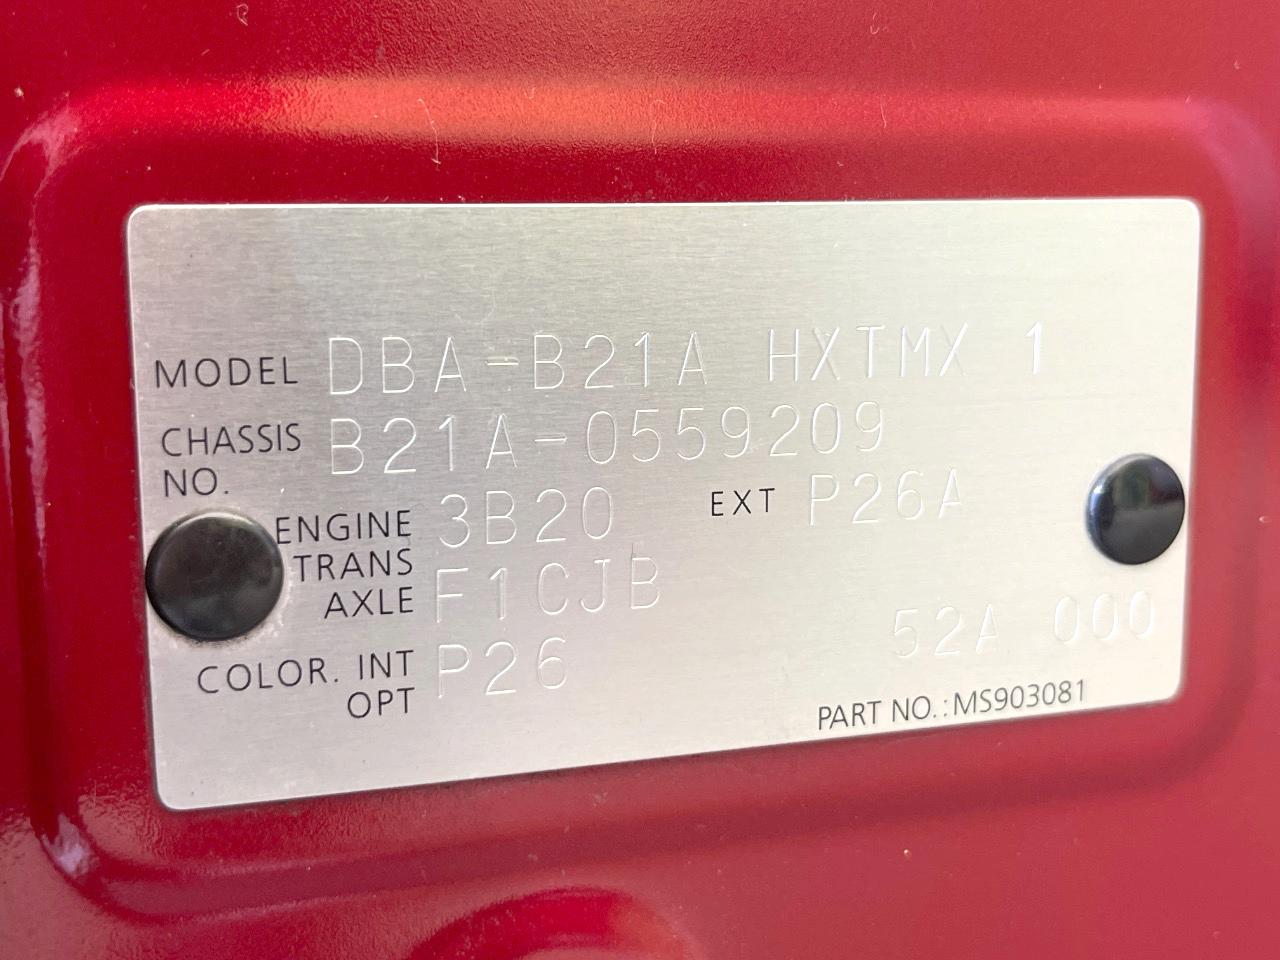 MODEL DBA-B21A HXTMX 1
CHASSIS NO. B21A-0559209
ENGINE 3B20 EXT P26A
TRANS AXLE F1CJB
COLOR. INT OPT P26 52A 000
PART NO.:MS903081